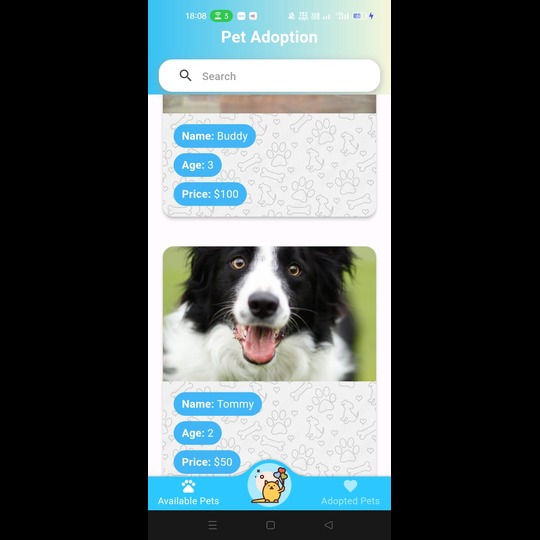 18:08 3
Pet Adoption
Search
Name: Buddy
Age: 3
Price: $100
Name: Tommy
Age: 2
Price: $50
Available Pets
Adopted Pets